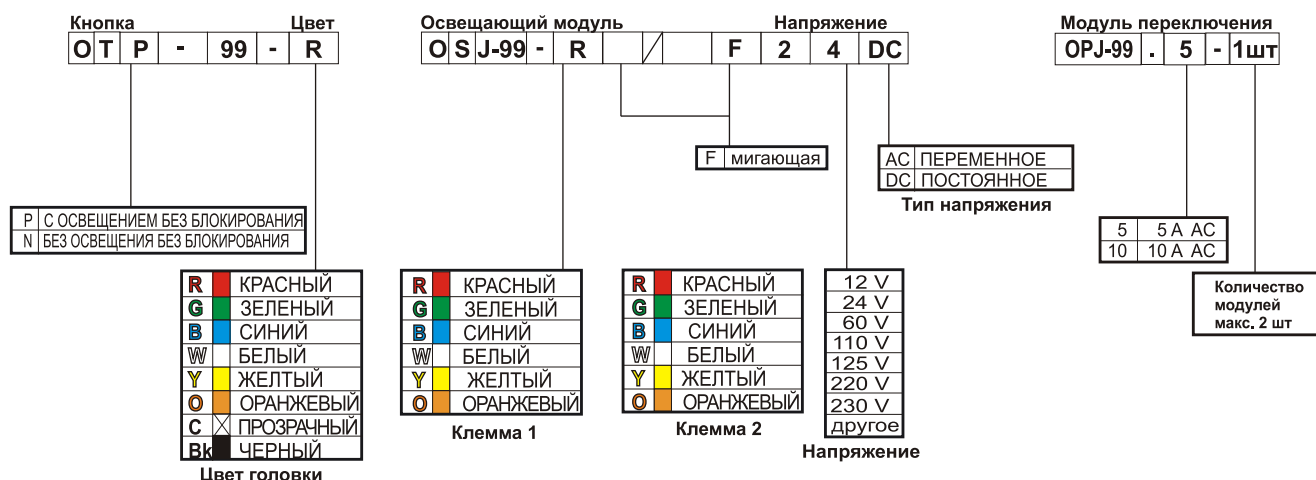 Кнопка Цвет
O T P - 99 - R
P С ОСВЕЩЕНИЕМ БЕЗ БЛОКИРОВАНИЯ
N БЕЗ ОСВЕЩЕНИЯ БЕЗ БЛОКИРОВАНИЯ
R КРАСНЫЙ
G ЗЕЛЕНЫЙ
B СИНИЙ
W БЕЛЫЙ
Y ЖЕЛТЫЙ
O ОРАНЖЕВЫЙ
C ПРОЗРАЧНЫЙ
Bk ЧЕРНЫЙ
Цвет головки
Освещающий модуль Напряжение
O S J-99 - R / F 2 4 DC
F мигающая
AC ПЕРЕМЕННОЕ
DC ПОСТОЯННОЕ
Тип напряжения
R КРАСНЫЙ
G ЗЕЛЕНЫЙ
B СИНИЙ
W БЕЛЫЙ
Y ЖЕЛТЫЙ
O ОРАНЖЕВЫЙ
Клемма 1
R КРАСНЫЙ
G ЗЕЛЕНЫЙ
B СИНИЙ
W БЕЛЫЙ
Y ЖЕЛТЫЙ
O ОРАНЖЕВЫЙ
Клемма 2
12 V
24 V
60 V
110 V
125 V
220 V
230 V
другое
Напряжение
Модуль переключения
OPJ-99 . 5 - 1шт
5 5 A AC
10 10 A AC
Количество
модулей
макс. 2 шт